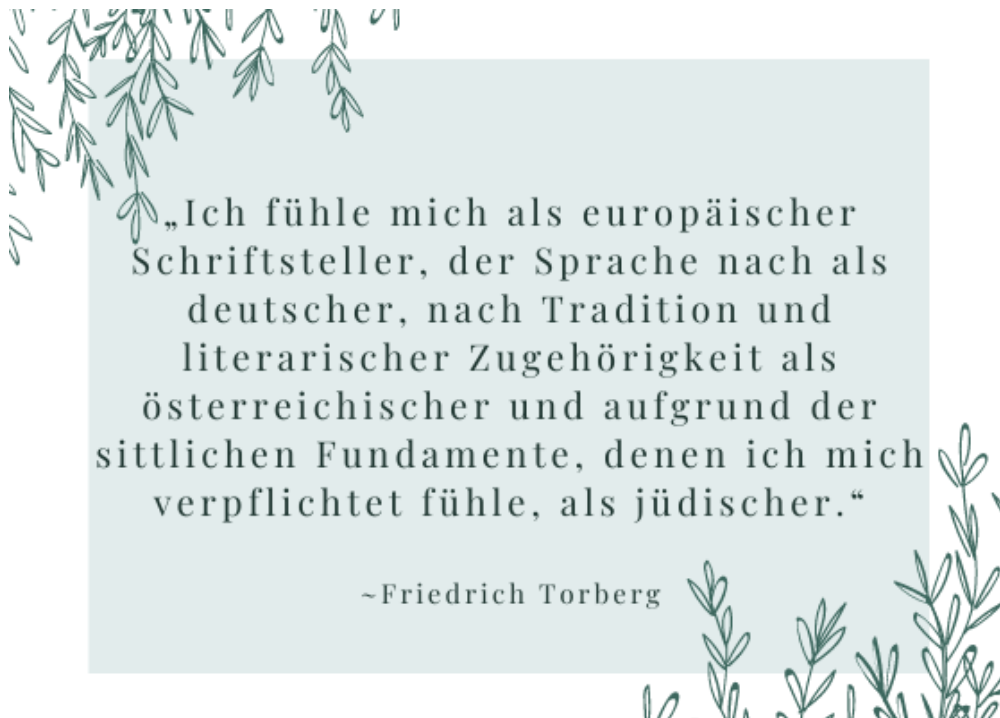 „Ich fühle mich als europäischer
Schriftsteller, der Sprache nach als
deutscher, nach Tradition und
literarischer Zugehörigkeit als
österreichischer und aufgrund der
sittlichen Fundamente, denen ich mich
verpflichtet fühle, als jüdischer.“
~Friedrich Torberg